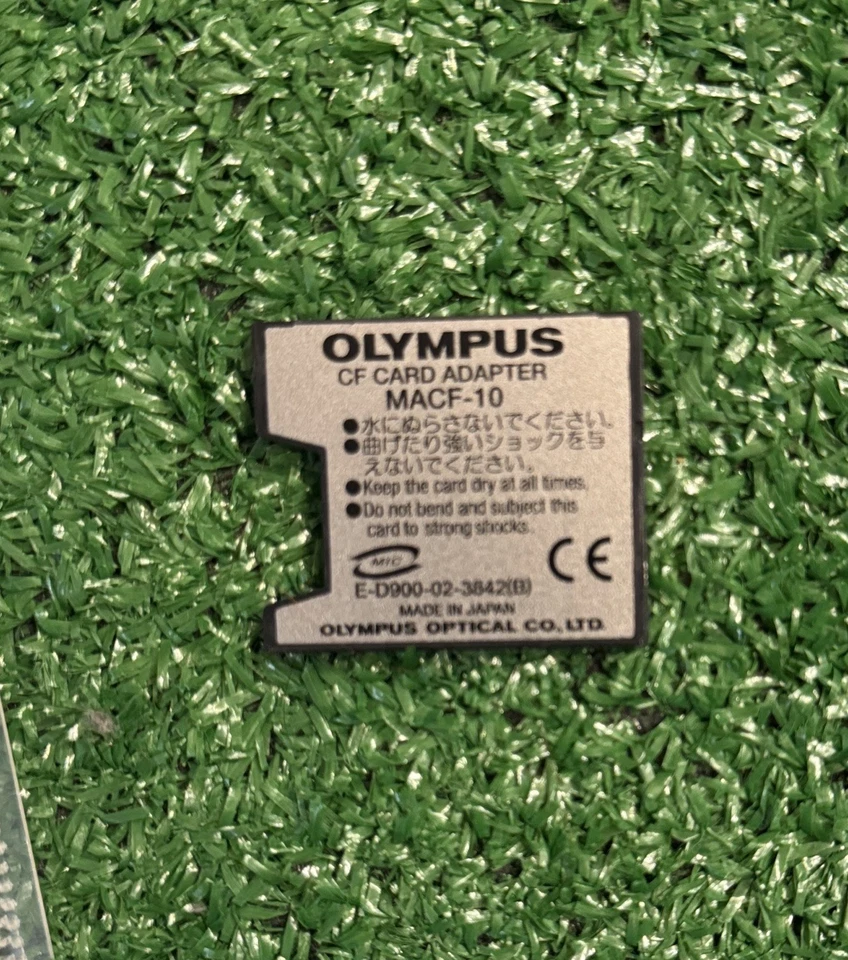 OLYMPUS
CF CARD ADAPTER
MACF-10
●水にぬらさないでください。
●曲げたり強いショックを与
えないでください。
●Keep the card dry at all times.
●Do not bend and subject this
card to strong shocks.
MIC
CE
E-D900-02-3842(B)
MADE IN JAPAN
OLYMPUS OPTICAL CO., LTD.